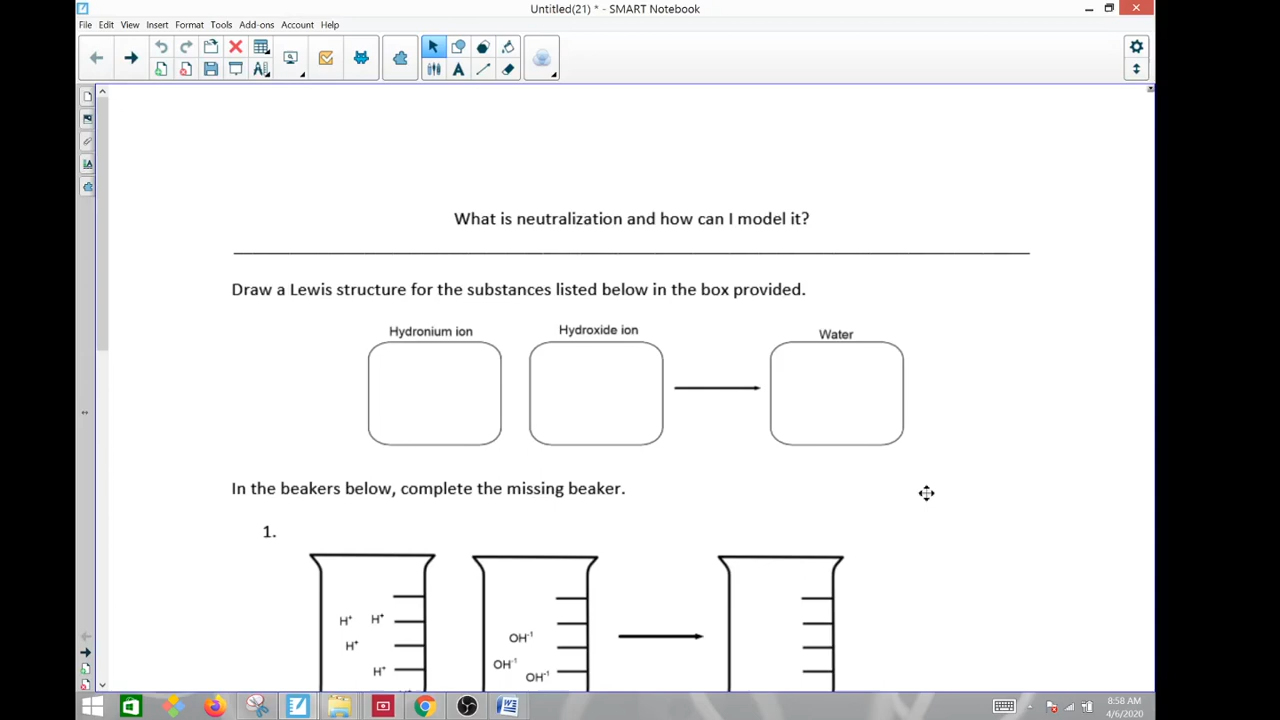 Untitled(21) * - SMART Notebook
File Edit View Insert Format Tools Add-ons Account Help
What is neutralization and how can I model it?
Draw a Lewis structure for the substances listed below in the box provided.
Hydronium ion Hydroxide ion Water
In the beakers below, complete the missing beaker.
1.
H⁺ H⁺
OH⁻¹
H⁺
OH⁻¹
H⁺ OH⁻¹
8:58 AM
4/6/2020